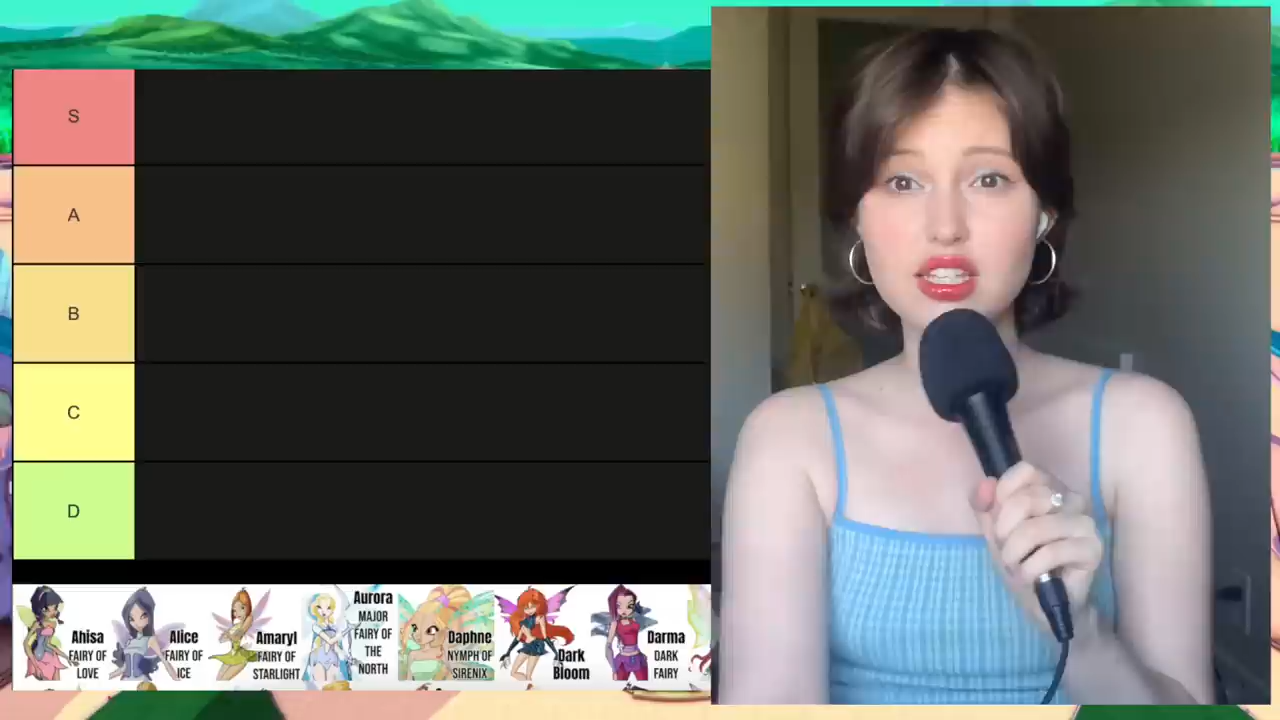 S
A
B
C
D
Ahisa
FAIRY OF
LOVE
Alice
FAIRY OF
ICE
Amaryl
FAIRY OF
STARLIGHT
Aurora
MAJOR
FAIRY OF
THE
NORTH
Daphne
NYMPH OF
SIRENIX
Dark
Bloom
Darma
DARK
FAIRY